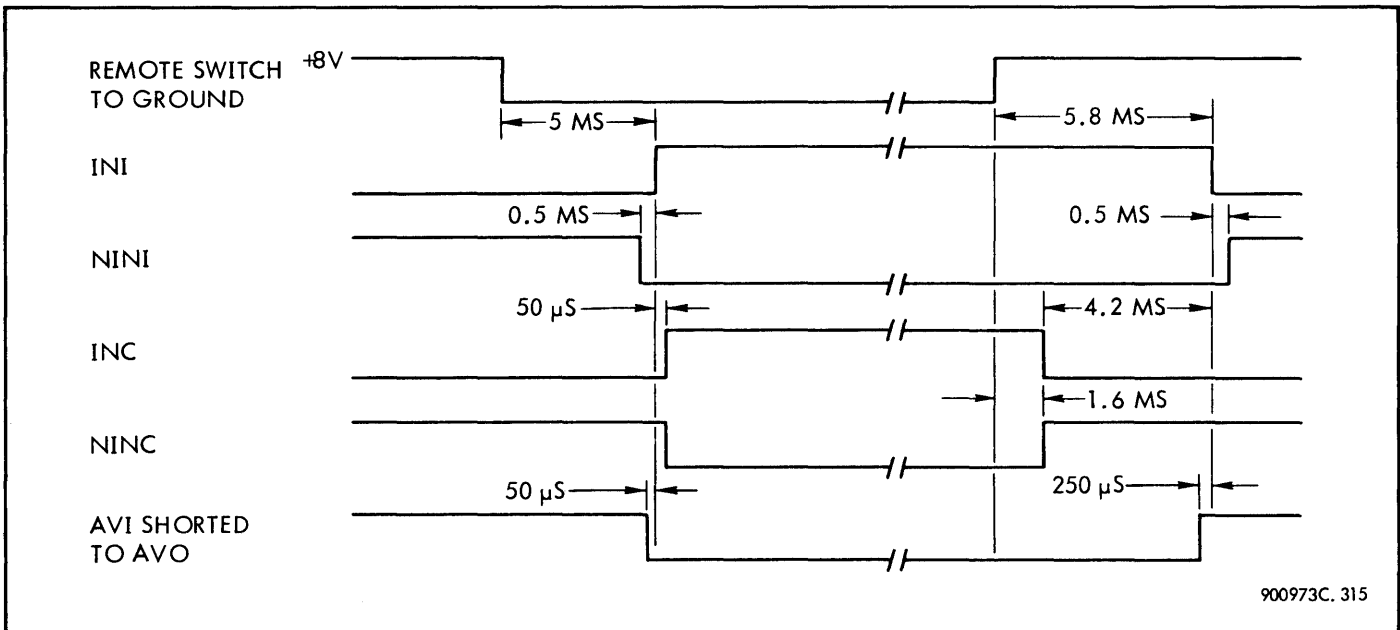 REMOTE SWITCH +8V
TO GROUND
5 MS
5.8 MS
INI
0.5 MS
0.5 MS
NINI
50 µS
4.2 MS
INC
1.6 MS
NINC
50 µS
250 µS
AVI SHORTED
TO AVO
900973C. 315